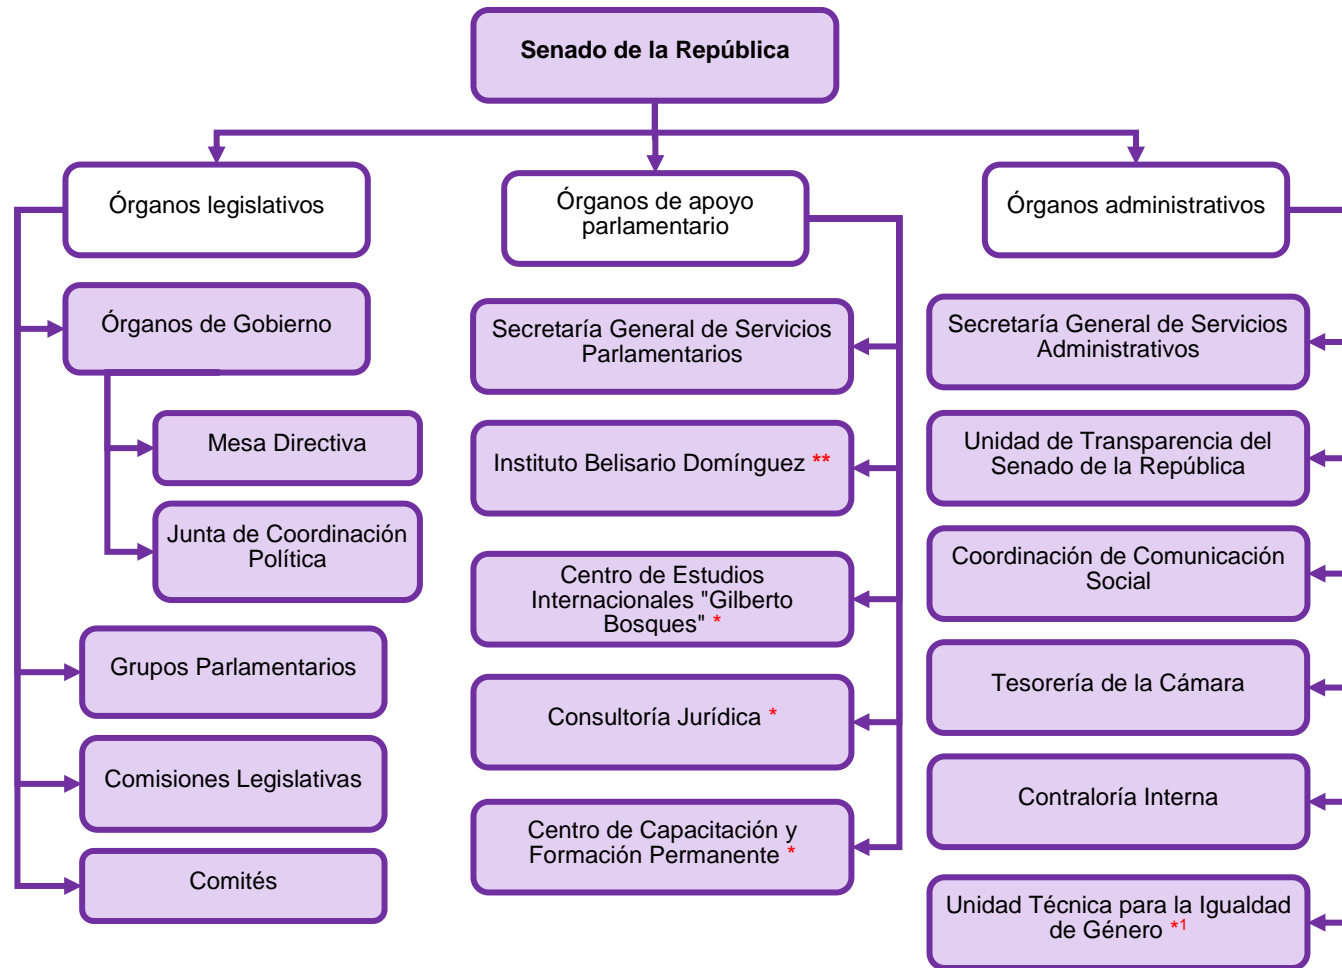 Senado de la República
Órganos legislativos
Órganos de Gobierno
Mesa Directiva
Junta de Coordinación
Política
Grupos Parlamentarios
Comisiones Legislativas
Comités
Órganos de apoyo
parlamentario
Secretaría General de Servicios
Parlamentarios
Instituto Belisario Domínguez **
Centro de Estudios
Internacionales "Gilberto
Bosques" *
Consultoría Jurídica *
Centro de Capacitación y
Formación Permanente *
Órganos administrativos
Secretaría General de Servicios
Administrativos
Unidad de Transparencia del
Senado de la República
Coordinación de Comunicación
Social
Tesorería de la Cámara
Contraloría Interna
Unidad Técnica para la Igualdad
de Género *¹